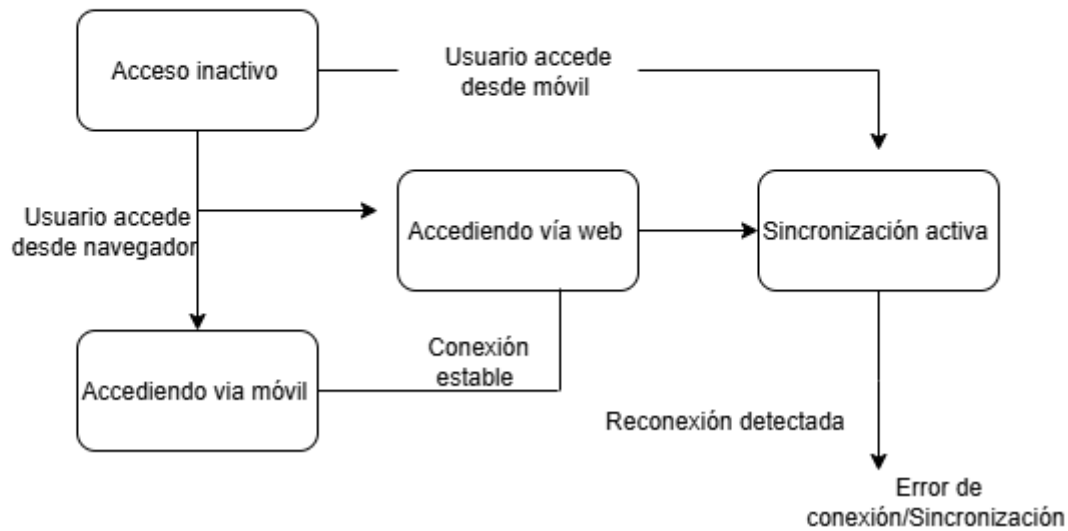 Acceso inactivo
Usuario accede
desde móvil
Usuario accede
desde navegador
Accediendo vía web
Sincronización activa
Accediendo via móvil
Conexión
estable
Reconexión detectada
Error de
conexión/Sincronización